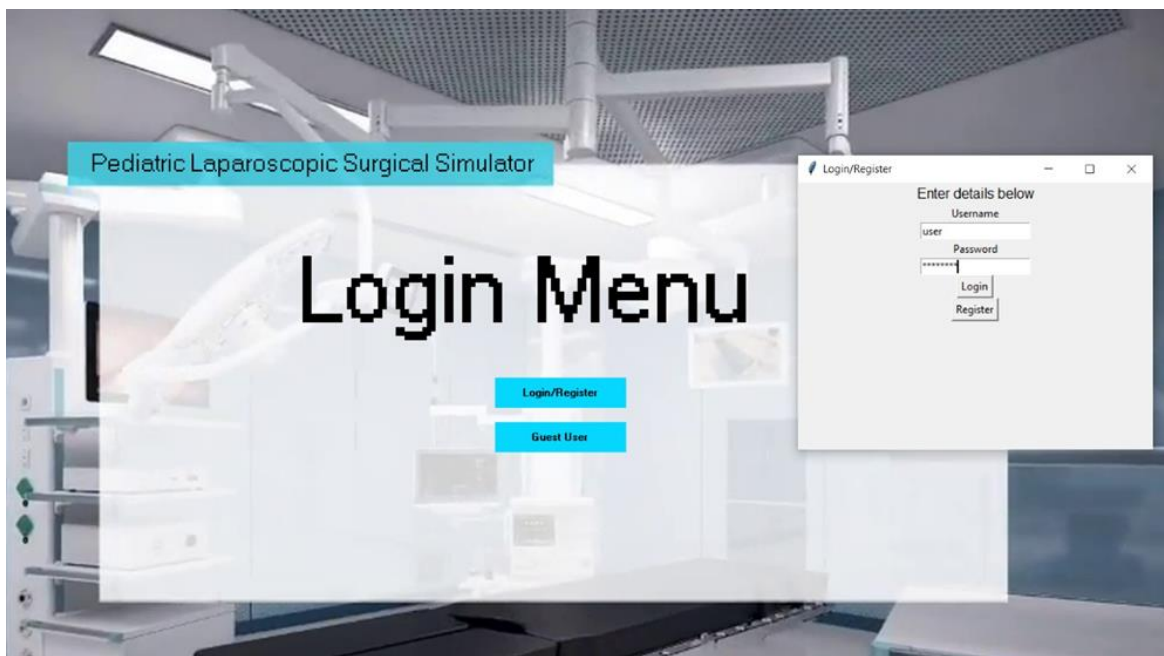 Pediatric Laparoscopic Surgical Simulator
Login Menu
Login/Register
Guest User
Login/Register
Enter details below
Username
user
Password
********
Login
Register